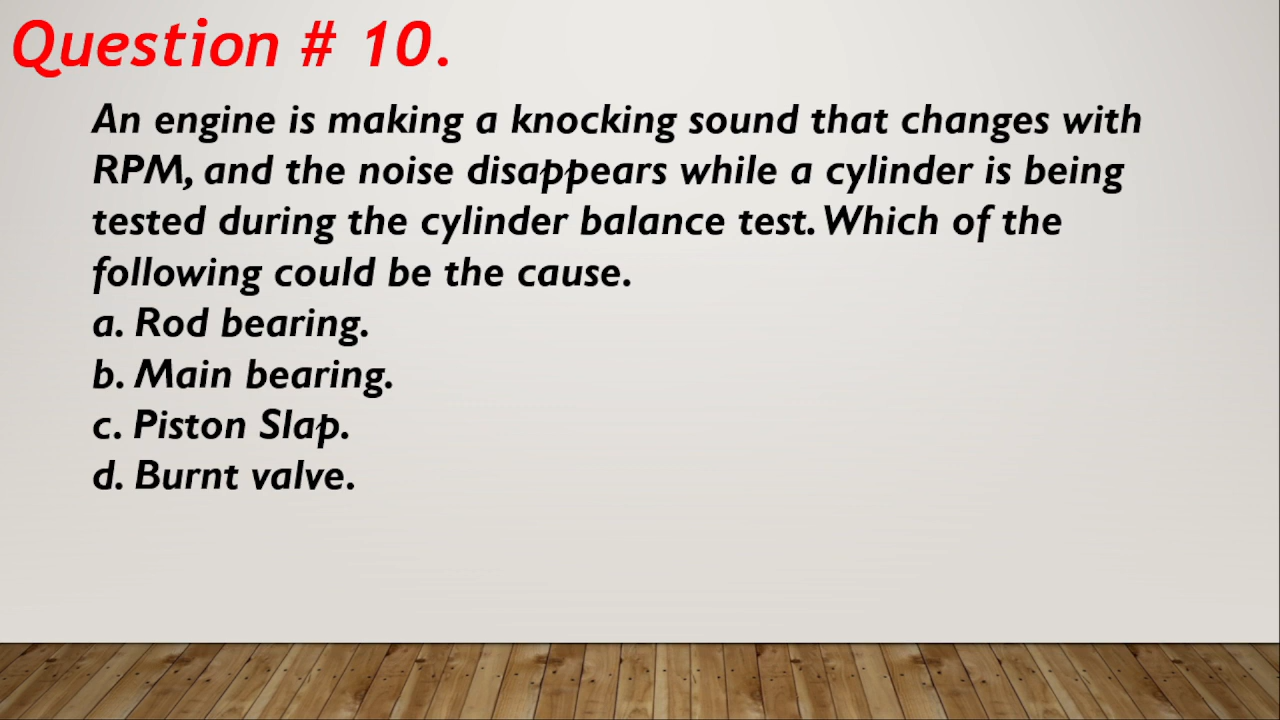 Question # 10.
An engine is making a knocking sound that changes with
RPM, and the noise disappears while a cylinder is being
tested during the cylinder balance test. Which of the
following could be the cause.
a. Rod bearing.
b. Main bearing.
c. Piston Slap.
d. Burnt valve.